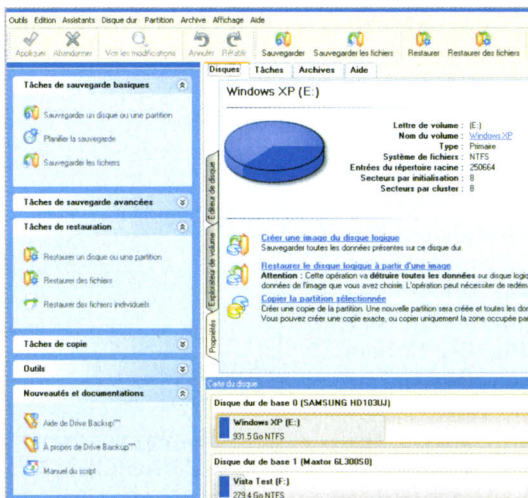 Outils Edition Assistants Disque dur Partition Archive Affichage Aide
Appliquer Abandonner Voir les modifications Annuler Rétablir Sauvegarder Sauvegarder les fichiers Restaurer Restaurer des fichiers
Disques Tâches Archives Aide
Tâches de sauvegarde basiques
Sauvegarder un disque ou une partition
Planifier la sauvegarde
Sauvegarder les fichiers
Tâches de sauvegarde avancées
Tâches de restauration
Restaurer un disque ou une partition
Restaurer des fichiers
Restaurer des fichiers individuels
Tâches de copie
Outils
Nouveautés et documentations
Aide de Drive Backup™
À propos de Drive Backup™
Manuel du script
Éditeur de disque
Explorateur de volume
Propriétés
Windows XP (E:)
Lettre de volume : (E:)
Nom du volume : Windows XP
Type : Primaire
Système de fichiers : NTFS
Entrées du répertoire racine : 250664
Secteurs par initialisation : 8
Secteurs par cluster : 8
Créer une image du disque logique
Sauvegarder toutes les données présentes sur ce disque dur.
Restaurer le disque logique à partir d'une image
Attention : Cette opération va détruire toutes les données sur disque logiq
données de l'image que vous avez choisie. L'opération peut nécessiter de redém
Copier la partition sélectionnée
Créer une copie de la partition. Une nouvelle partition sera créée et toutes les don
Vous pouvez créer une copie exacte, ou copier uniquement la zone occupée par
Carte du disque
Disque dur de base 0 (SAMSUNG HD103UJ)
Windows XP (E:)
931.5 Go NTFS
Disque dur de base 1 (Maxtor 6L300S0)
Vista Test (F:)
279.4 Go NTFS